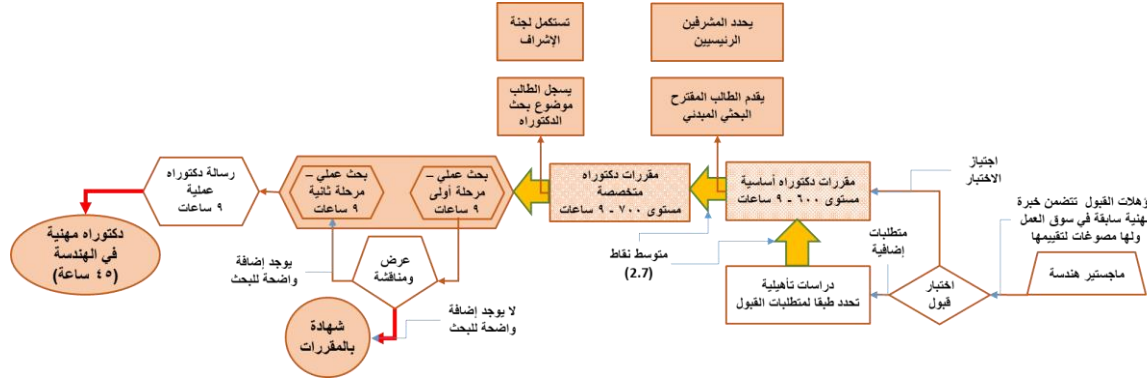 يحدد المشرفين
الرئيسيين
تستكمل لجنة
الإشراف
يقدم الطالب المقترح
البحثي المبدئي
يسجل الطالب
موضوع بحث
الدكتوراه
ؤهلات القبول تتضمن خبرة
هنية سابقة في سوق العمل
ولها مصوغات لتقييمها
ماجستير هندسة
اختبار
قبول
اجتياز
الاختبار
متطلبات
إضافية
دراسات تأهيلية
تحدد طبقا لمتطلبات القبول
مقررات دكتوراه أساسية
مستوى ٦٠٠ - ٩ ساعات
متوسط نقاط
(2.7)
مقررات دكتوراه
متخصصة
مستوى ٧٠٠ - ٩ ساعات
بحث عملي –
مرحلة أولى
٩ ساعات
بحث عملي –
مرحلة ثانية
٩ ساعات
عرض
ومناقشة
يوجد إضافة
واضحة للبحث
لا يوجد إضافة
واضحة للبحث
شهادة
بالمقررات
رسالة دكتوراه
عملية
٩ ساعات
دكتوراه مهنية
في الهندسة
(٤٥ ساعة)